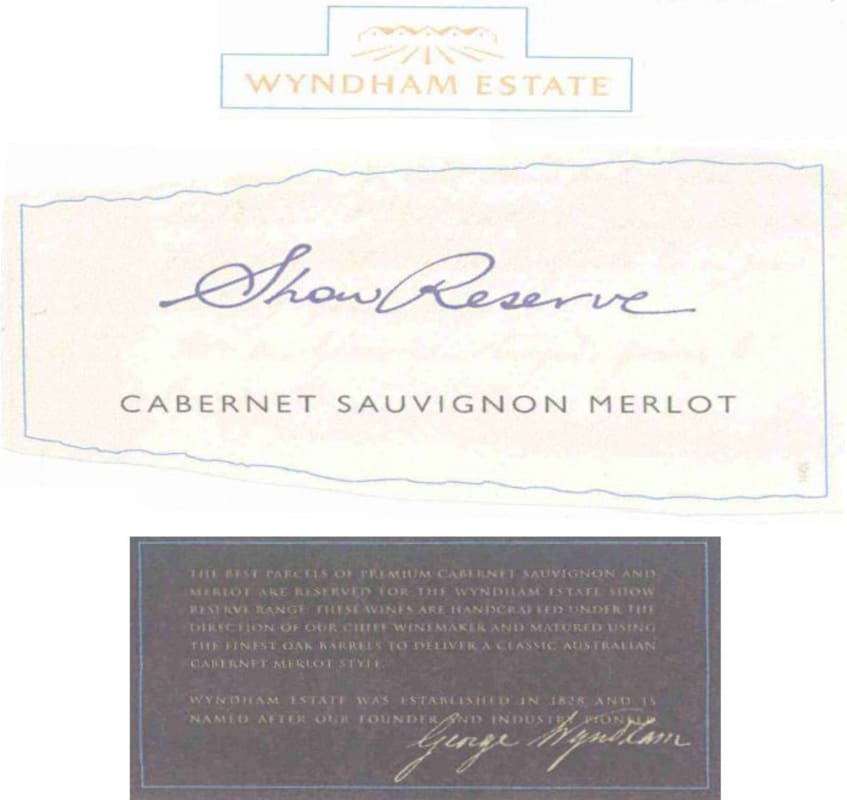 WYNDHAM ESTATE
Show Reserve
CABERNET SAUVIGNON MERLOT
THE BEST PARCELS OF PREMIUM CABERNET SAUVIGNON AND
MERLOT ARE RESERVED FOR THE WYNDHAM ESTATE SHOW
RESERVE RANGE. THESE WINES ARE HANDCRAFTED UNDER THE
DIRECTION OF OUR CHIEF WINEMAKER AND MATURED USING
THE FINEST OAK BARRELS TO DELIVER A CLASSIC AUSTRALIAN
CABERNET MERLOT STYLE.
WYNDHAM ESTATE WAS ESTABLISHED IN 1828 AND IS
NAMED AFTER OUR FOUNDER AND INDUSTRY PIONEER
George Wyndham